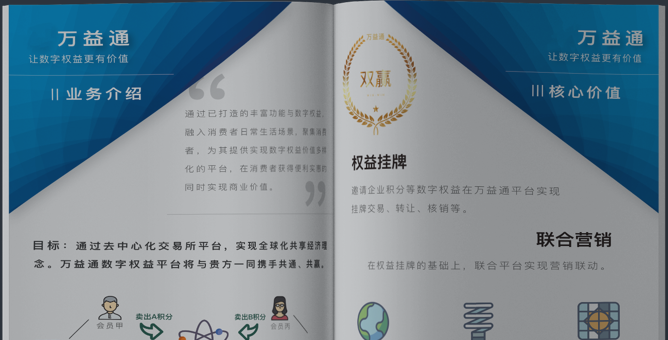 万益通
让数字权益更有价值
II 业务介绍
通过已打造的丰富功能与数字权益,
融入消费者日常生活场景, 聚集消费
者, 为其提供实现数字权益价值多样
化的平台, 在消费者获得便利实惠的
同时实现商业价值。
目标: 通过去中心化交易所平台, 实现全球化共享经济理
念。万益通数字权益平台将与贵方一同携手共通、共赢。
会员甲
卖出A积分
卖出B积分
会员丙
万益通
让数字权益更有价值
III 核心价值
万益通
双赢
权益挂牌
邀请企业积分等数字权益在万益通平台实现
挂牌交易、转让、核销等。
联合营销
在权益挂牌的基础上, 联合平台实现营销联动。